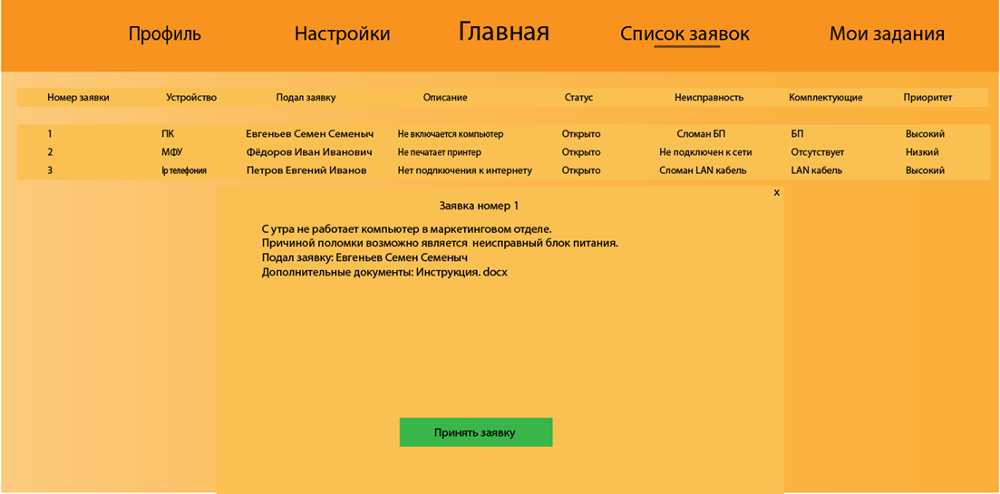 Профиль Настройки Главная Список заявок Мои задания
Номер заявки Устройство Подал заявку Описание Статус Неисправность Комплектующие Приоритет
1 ПК Евгеньев Семен Семеныч Не включается компьютер Открыто Сломан БП БП Высокий
2 МФУ Фёдоров Иван Иванович Не печатает принтер Открыто Не подключен к сети Отсутствует Низкий
3 Ip телефония Петров Евгений Иванов Нет подлкючения к интернету Открыто Сломан LAN кабель LAN кабель Высокий
x
Заявка номер 1
С утра не работает компьютер в маркетинговом отделе.
Причиной поломки возможно является неисправный блок питания.
Подал заявку: Евгеньев Семен Семеныч
Дополнительные документы: Инструкция. docx
Принять заявку